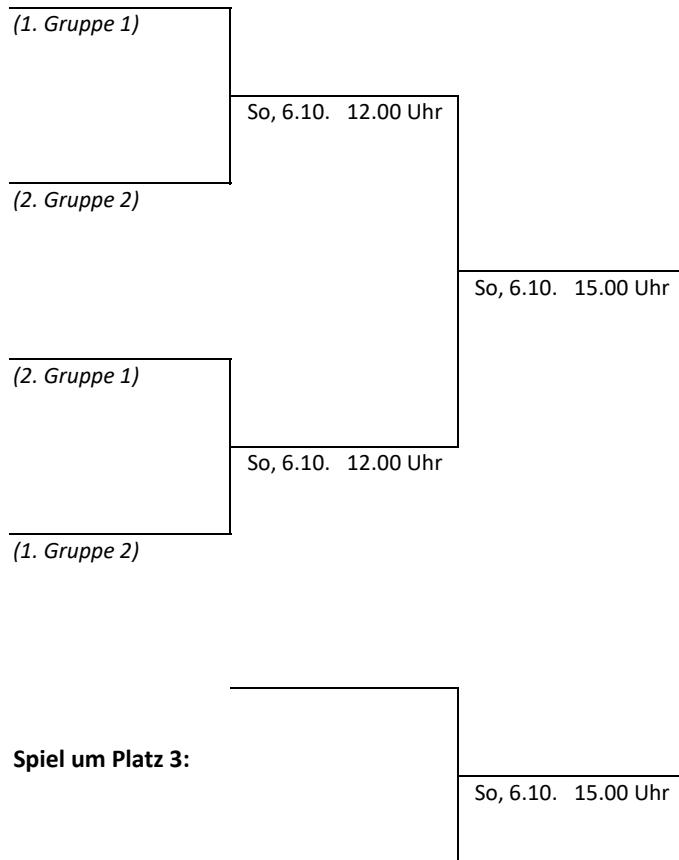 (1. Gruppe 1)
So, 6.10. 12.00 Uhr
(2. Gruppe 2)
So, 6.10. 15.00 Uhr
(2. Gruppe 1)
So, 6.10. 12.00 Uhr
(1. Gruppe 2)
Spiel um Platz 3:
So, 6.10. 15.00 Uhr